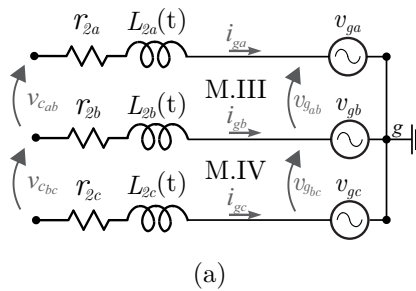 r2a L2a(t) iga vga
vcab M.III vgab
r2b L2b(t) igb vgb g
vcbc M.IV vgbc
r2c L2c(t) igc vgc
(a)